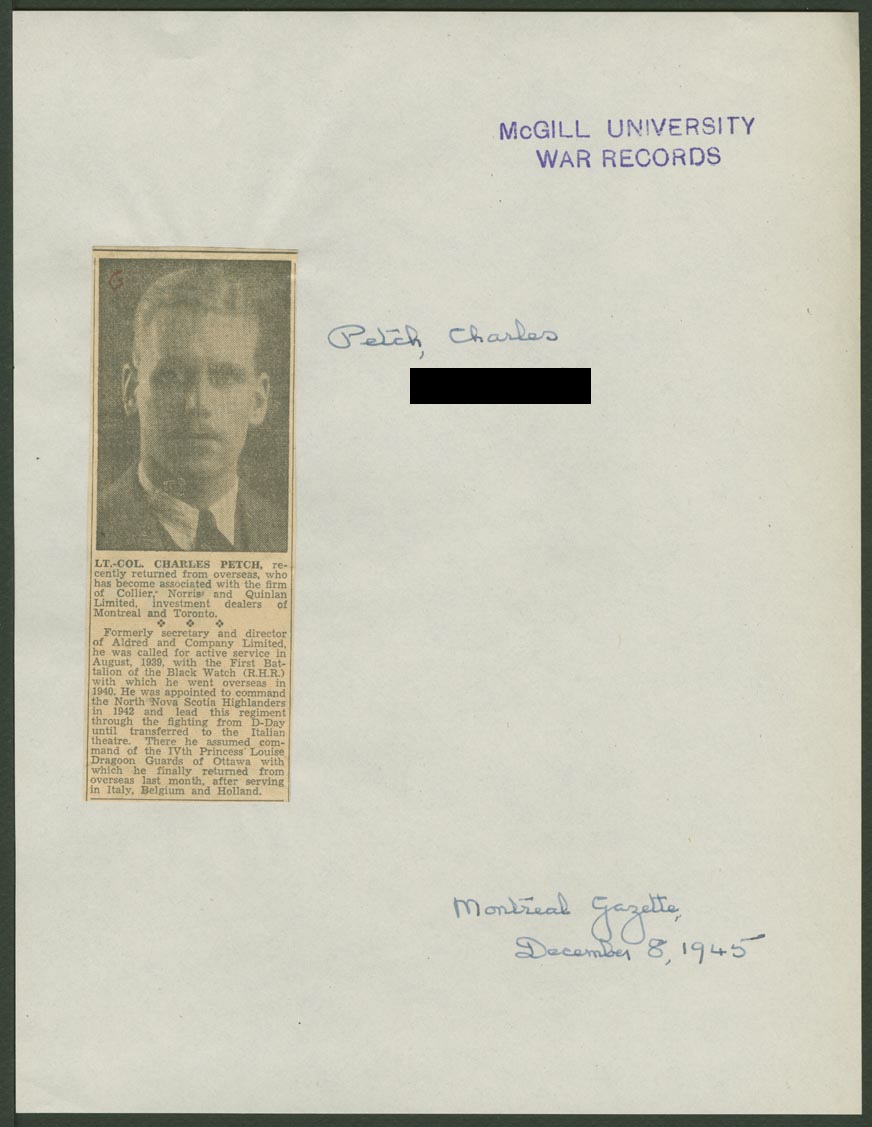 McGILL UNIVERSITY
WAR RECORDS
G
Petch, Charles
LT.-COL. CHARLES PETCH, re-
cently returned from overseas, who
has become associated with the firm
of Collier, Norris and Quinlan
Limited, investment dealers of
Montreal and Toronto.
Formerly secretary and director
of Aldred and Company Limited,
he was called for active service in
August, 1939, with the First Bat-
talion of the Black Watch (R.H.R.)
with which he went overseas in
1940. He was appointed to command
the North Nova Scotia Highlanders
in 1942 and lead this regiment
through the fighting from D-Day
until transferred to the Italian
theatre. There he assumed com-
mand of the IVth Princess Louise
Dragoon Guards of Ottawa with
which he finally returned from
overseas last month, after serving
in Italy, Belgium and Holland.
Montreal Gazette,
December 8, 1945